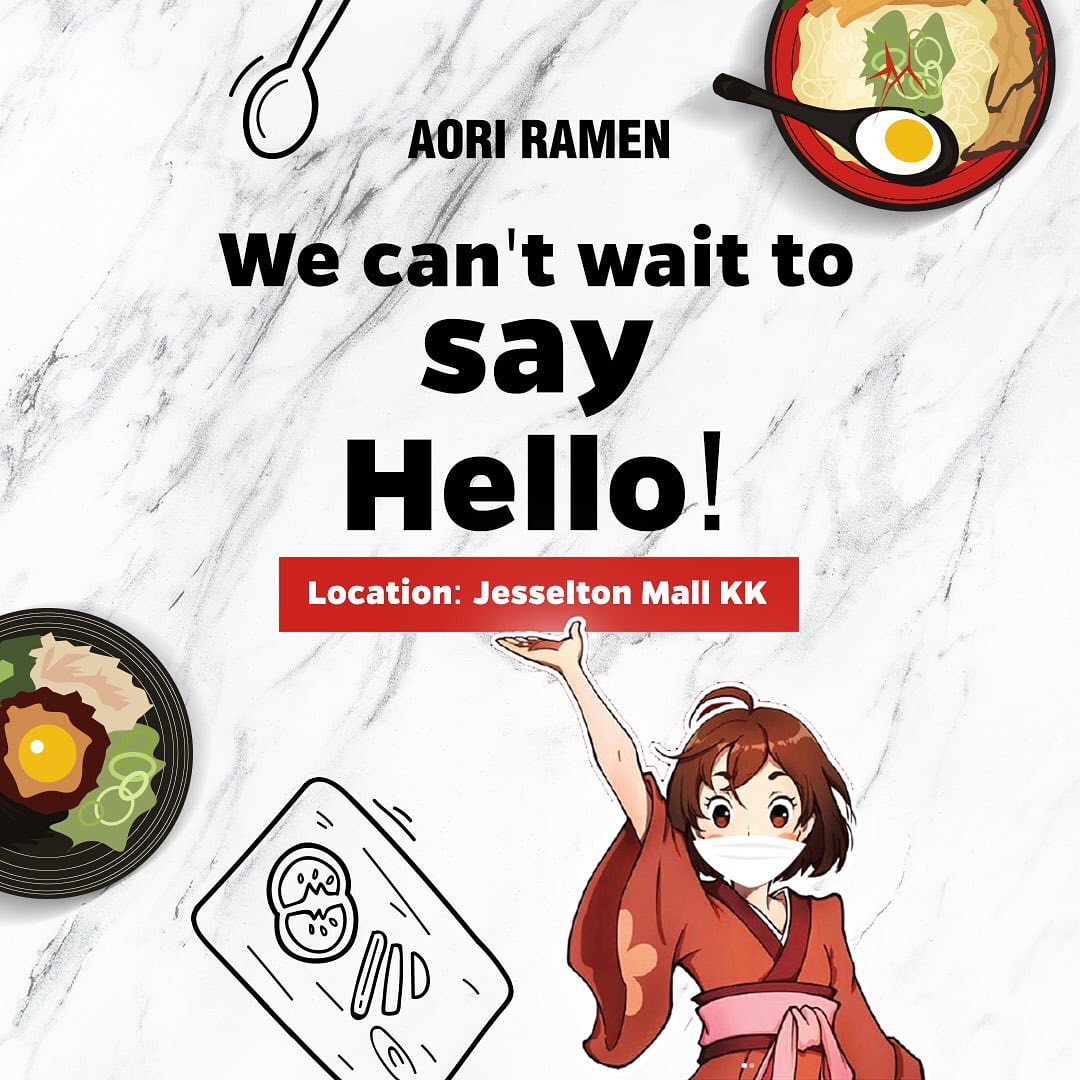 AORI RAMEN
We can't wait to
say
Hello!
Location: Jesselton Mall KK